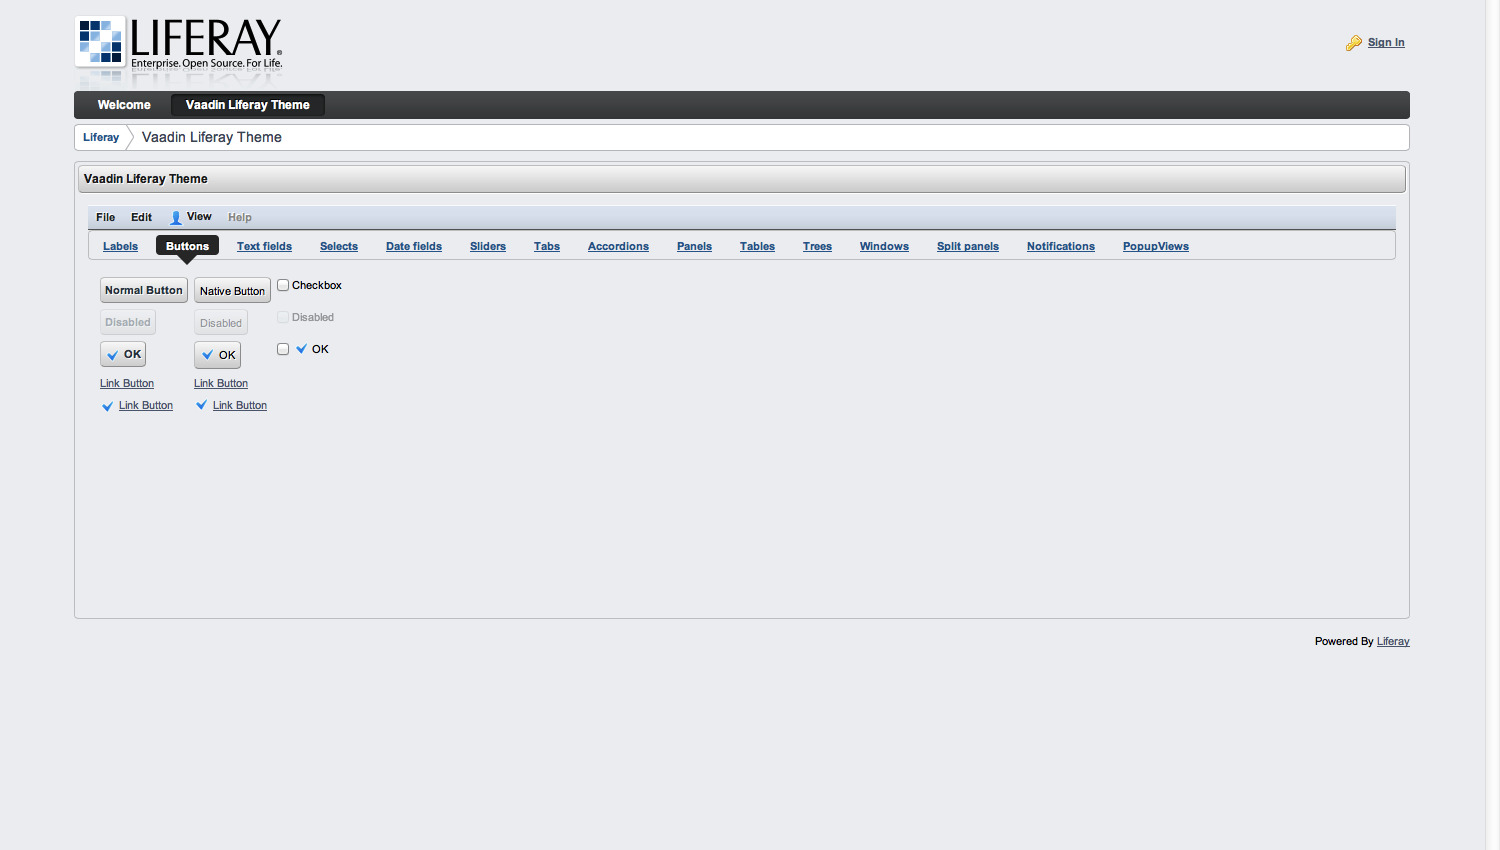 LIFERAY®
Enterprise. Open Source. For Life.
Sign In
Welcome Vaadin Liferay Theme
Liferay Vaadin Liferay Theme
Vaadin Liferay Theme
File Edit View Help
Labels Buttons Text fields Selects Date fields Sliders Tabs Accordions Panels Tables Trees Windows Split panels Notifications PopupViews
Normal Button Native Button Checkbox
Disabled Disabled Disabled
OK OK OK
Link Button Link Button
Link Button Link Button
Powered By Liferay